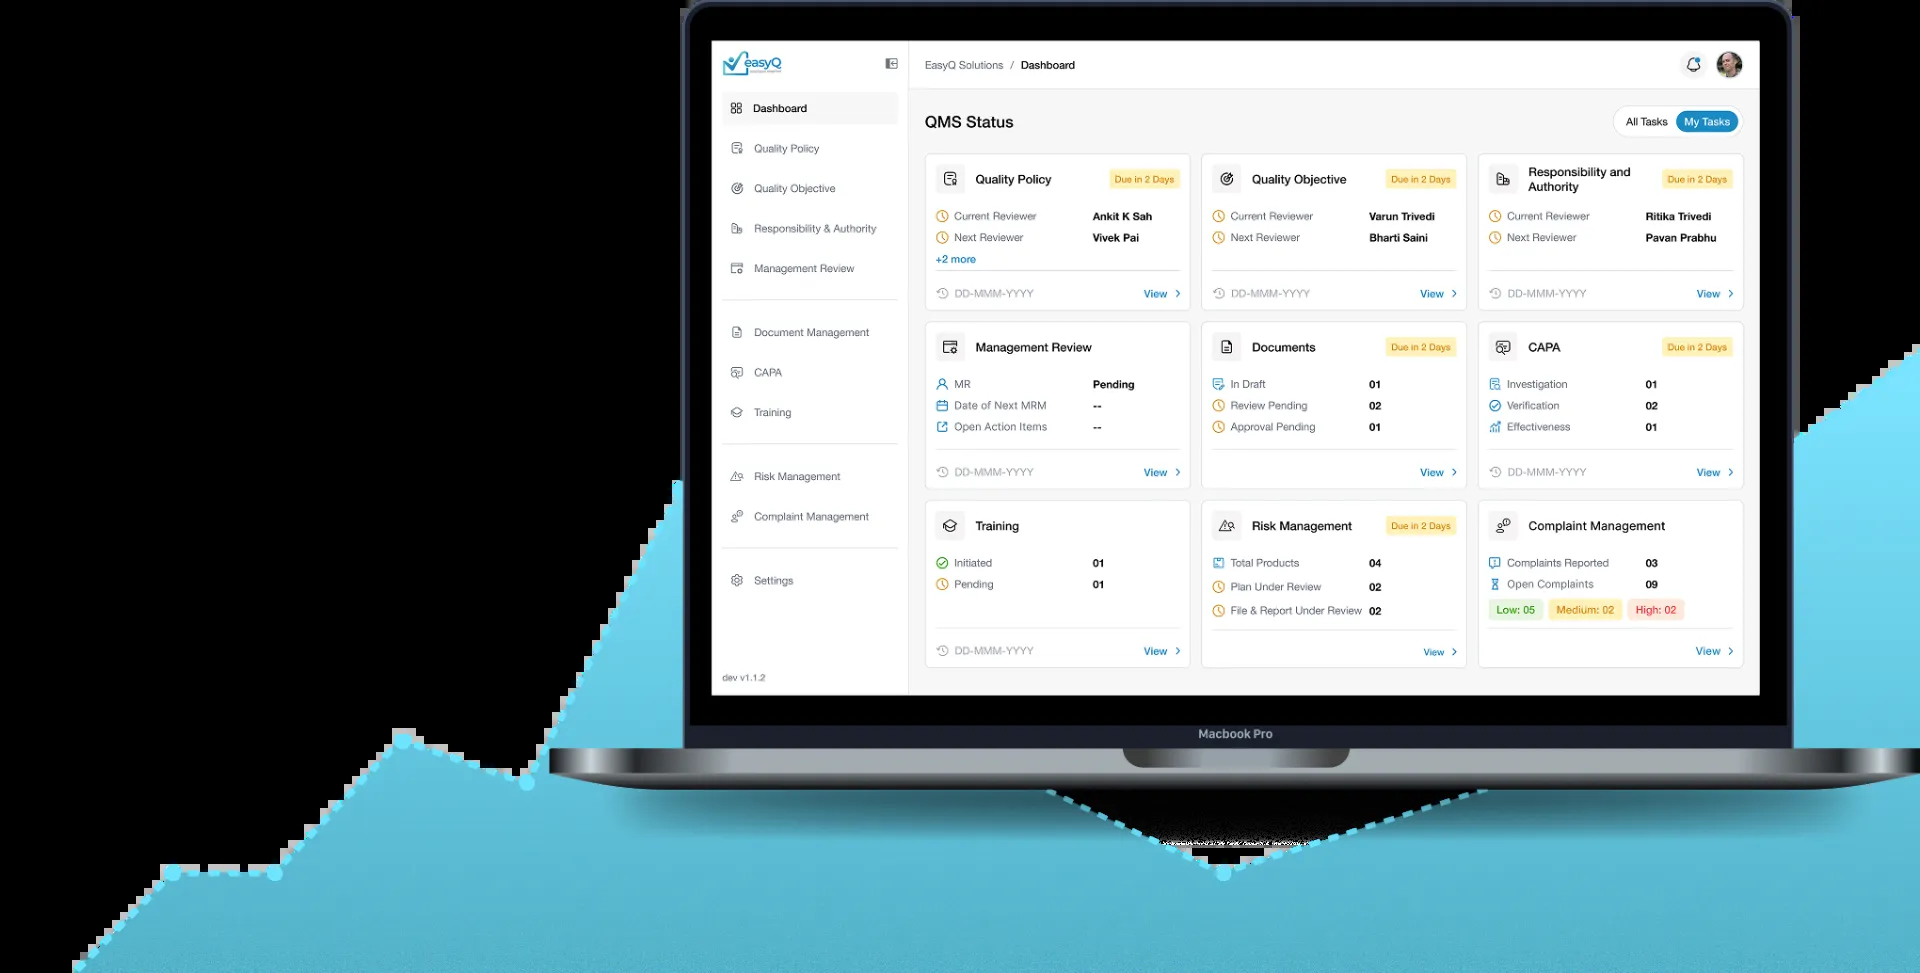 easyQ
EasyQ Solutions / Dashboard
Dashboard
Quality Policy
Quality Objective
Responsibility & Authority
Management Review
Document Management
CAPA
Training
Risk Management
Complaint Management
Settings
dev v1.1.2
QMS Status
All Tasks My Tasks
Quality Policy Due in 2 Days
Current Reviewer Ankit K Sah
Next Reviewer Vivek Pai
+2 more
DD-MMM-YYYY View
Quality Objective Due in 2 Days
Current Reviewer Varun Trivedi
Next Reviewer Bharti Saini
DD-MMM-YYYY View
Responsibility and
Authority
Due in 2 Days
Current Reviewer Ritika Trivedi
Next Reviewer Pavan Prabhu
DD-MMM-YYYY View
Management Review
MR Pending
Date of Next MRM --
Open Action Items --
DD-MMM-YYYY View
Documents Due in 2 Days
In Draft 01
Review Pending 02
Approval Pending 01
View
CAPA Due in 2 Days
Investigation 01
Verification 02
Effectiveness 01
DD-MMM-YYYY View
Training
Initiated 01
Pending 01
DD-MMM-YYYY View
Risk Management Due in 2 Days
Total Products 04
Plan Under Review 02
File & Report Under Review 02
View
Complaint Management
Complaints Reported 03
Open Complaints 09
Low: 05 Medium: 02 High: 02
View
Macbook Pro